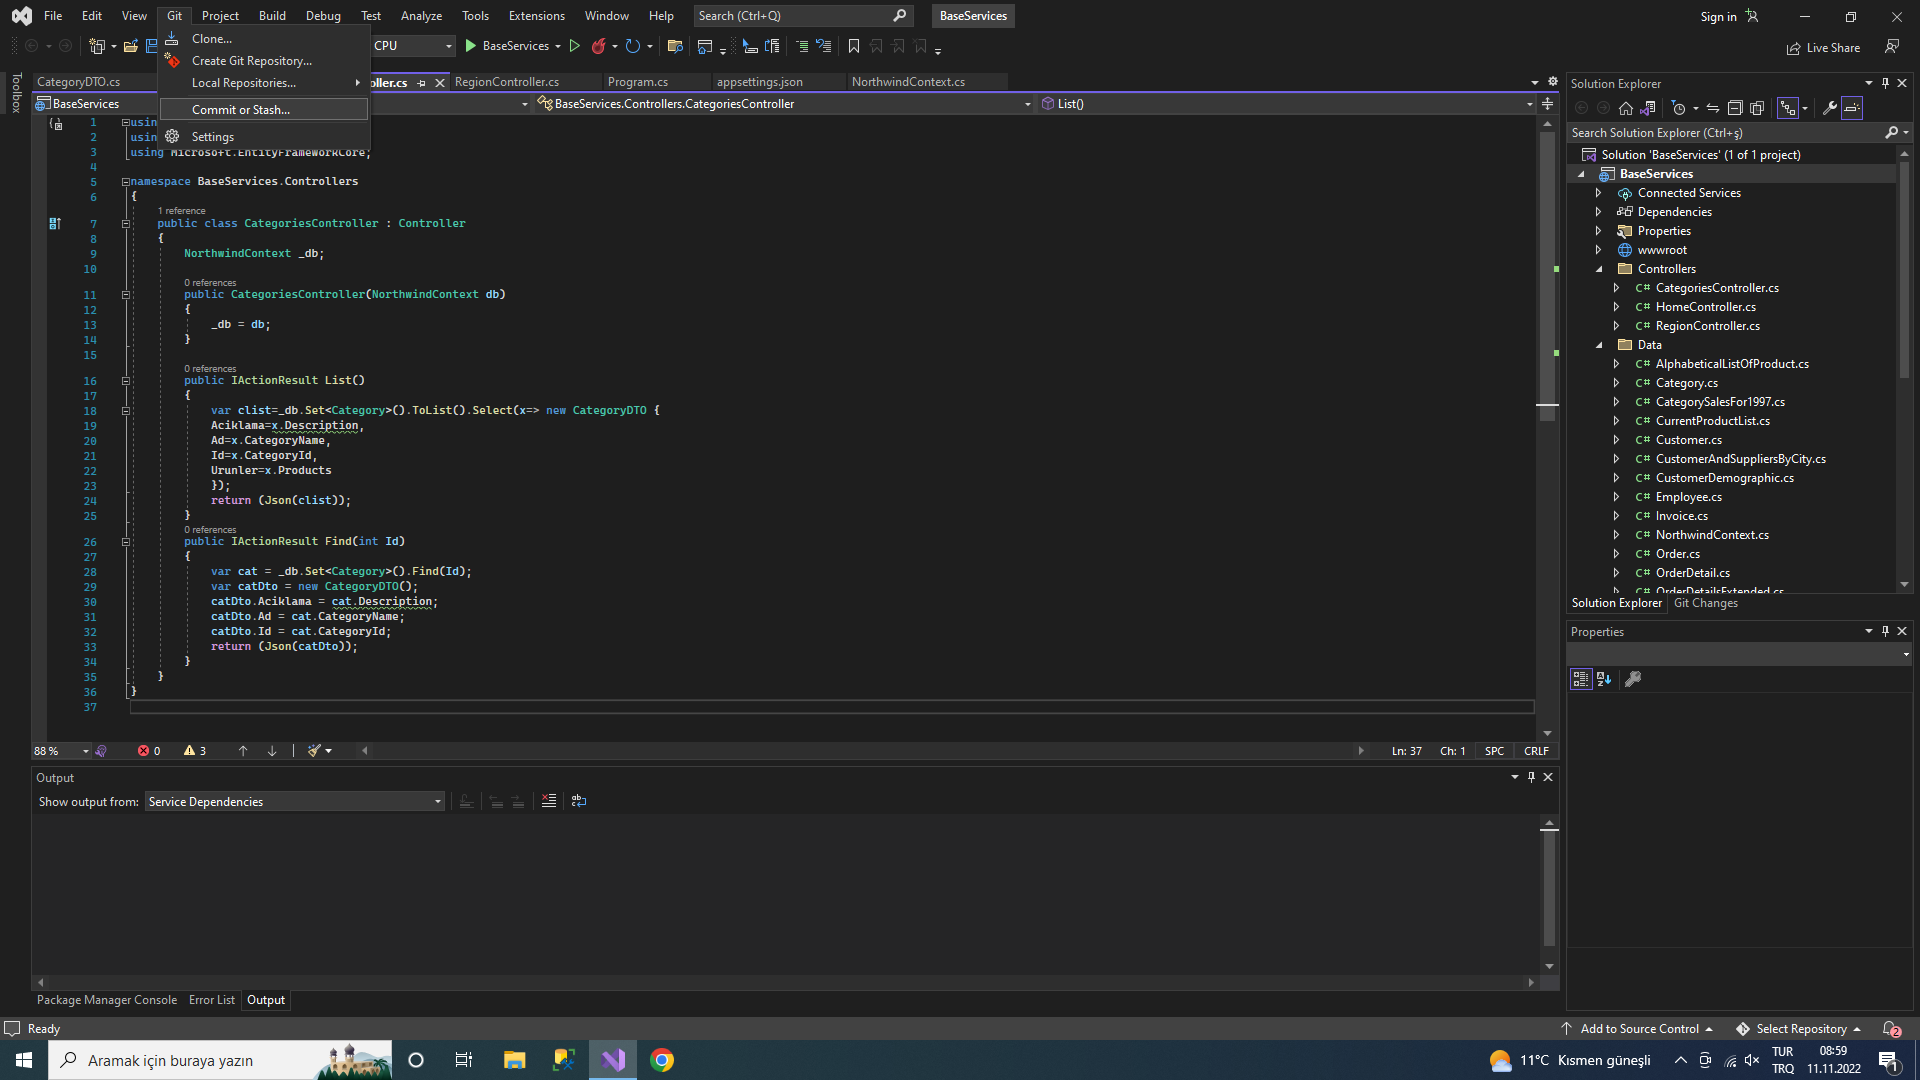 File Edit View Git Project Build Debug Test Analyze Tools Extensions Window Help Search (Ctrl+Q) BaseServices Sign in
Clone...
Create Git Repository...
Local Repositories...
Commit or Stash...
Settings
CPU BaseServices Live Share
Toolbox
CategoryDTO.cs ller.cs RegionController.cs Program.cs appsettings.json NorthwindContext.cs
BaseServices BaseServices.Controllers.CategoriesController List()
1 using
2 using
3 using Microsoft.EntityFrameworkCore;
4
5 namespace BaseServices.Controllers
6 {
1 reference
7 public class CategoriesController : Controller
8 {
9 NorthwindContext _db;
10
0 references
11 public CategoriesController(NorthwindContext db)
12 {
13 _db = db;
14 }
15
0 references
16 public IActionResult List()
17 {
18 var clist=_db.Set<Category>().ToList().Select(x=> new CategoryDTO {
19 Aciklama=x.Description,
20 Ad=x.CategoryName,
21 Id=x.CategoryId,
22 Urunler=x.Products
23 });
24 return (Json(clist));
25 }
0 references
26 public IActionResult Find(int Id)
27 {
28 var cat = _db.Set<Category>().Find(Id);
29 var catDto = new CategoryDTO();
30 catDto.Aciklama = cat.Description;
31 catDto.Ad = cat.CategoryName;
32 catDto.Id = cat.CategoryId;
33 return (Json(catDto));
34 }
35 }
36 }
37
88 % 0 3 Ln: 37 Ch: 1 SPC CRLF
Output
Show output from: Service Dependencies
Package Manager Console Error List Output
Solution Explorer
Search Solution Explorer (Ctrl+ş)
Solution 'BaseServices' (1 of 1 project)
BaseServices
Connected Services
Dependencies
Properties
wwwroot
Controllers
C# CategoriesController.cs
C# HomeController.cs
C# RegionController.cs
Data
C# AlphabeticalListOfProduct.cs
C# Category.cs
C# CategorySalesFor1997.cs
C# CurrentProductList.cs
C# Customer.cs
C# CustomerAndSuppliersByCity.cs
C# CustomerDemographic.cs
C# Employee.cs
C# Invoice.cs
C# NorthwindContext.cs
C# Order.cs
C# OrderDetail.cs
C# OrderDetailsExtended.cs
Solution Explorer Git Changes
Properties
Ready Add to Source Control Select Repository 2
Aramak için buraya yazın 11°C Kısmen güneşli TUR 08:59
TRQ 11.11.2022 1